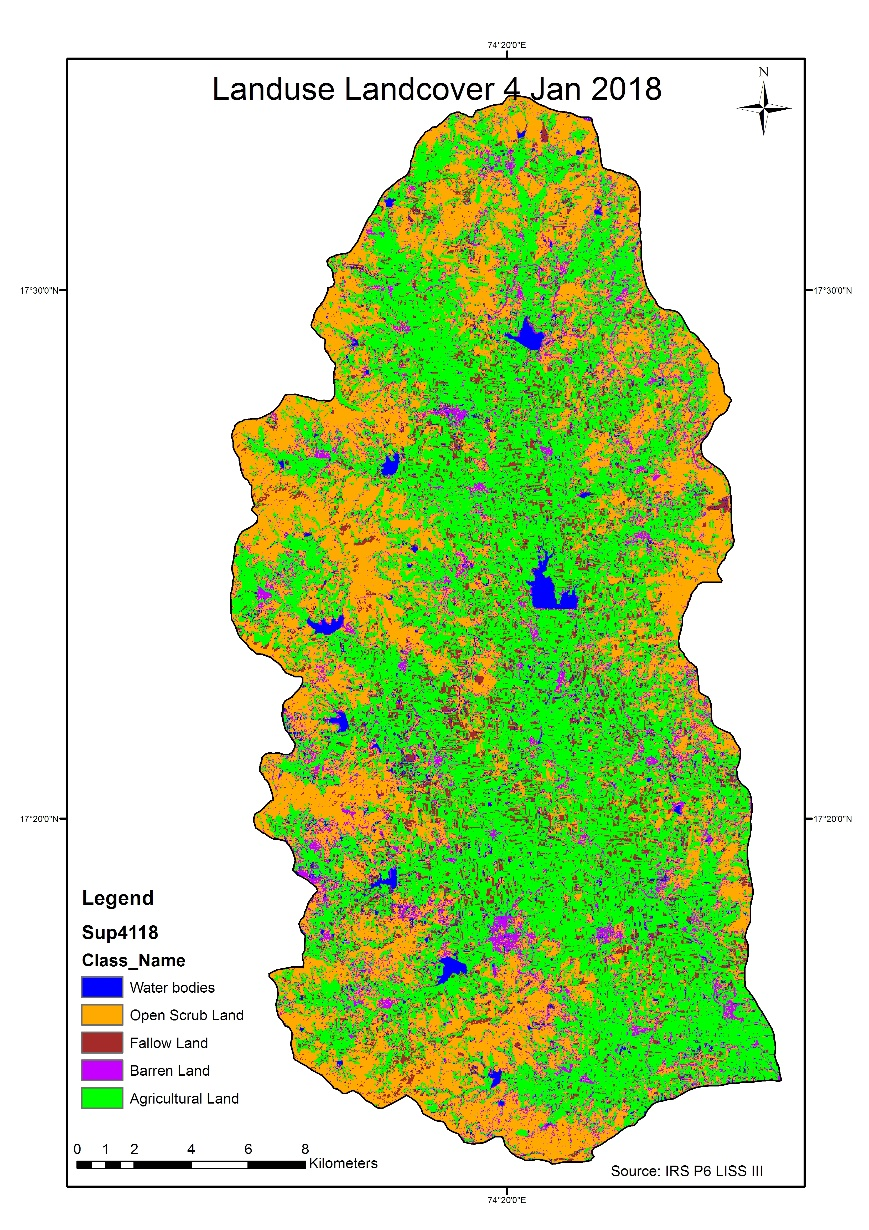 74°20'0"E
N
Landuse Landcover 4 Jan 2018
17°30'0"N
17°30'0"N
17°20'0"N
17°20'0"N
Legend
Sup4118
Class_Name
Water bodies
Open Scrub Land
Fallow Land
Barren Land
Agricultural Land
0 1 2 4 6 8
Kilometers
Source: IRS P6 LISS III
74°20'0"E